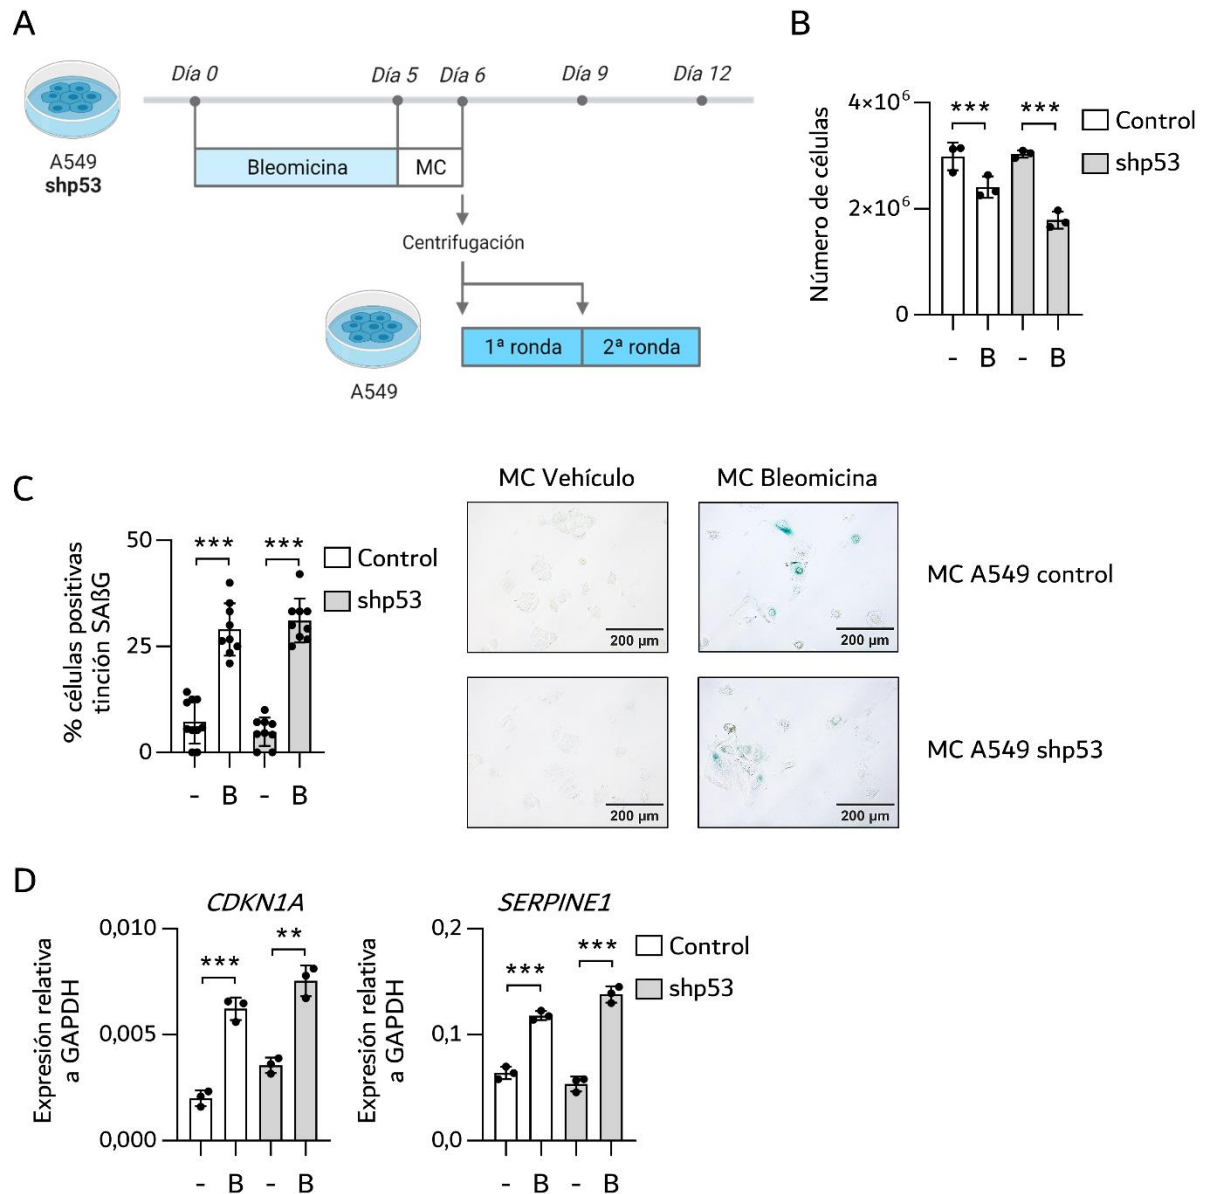 A
Día 0
Día 5
Día 6
Día 9
Día 12
A549
shp53
Bleomicina
MC
Centrifugación
1ª ronda
2ª ronda
A549
B
Número de células
4×10⁶
2×10⁶
0
***
***
Control
shp53
-
B
-
B
C
% células positivas
tinción SAßG
50
25
0
***
***
Control
shp53
-
B
-
B
MC Vehículo
MC Bleomicina
200 µm
200 µm
MC A549 control
200 µm
200 µm
MC A549 shp53
D
CDKN1A
Expresión relativa
a GAPDH
0,010
0,005
0,000
***
**
-
B
-
B
SERPINE1
Expresión relativa
a GAPDH
0,2
0,1
0,0
***
***
Control
shp53
-
B
-
B